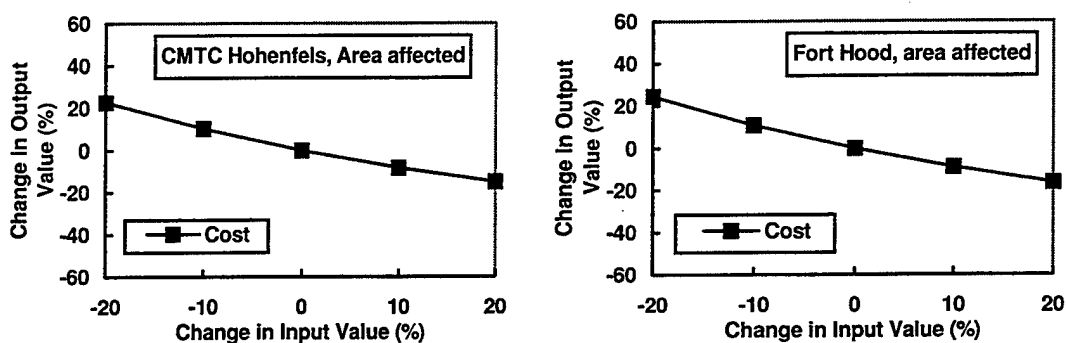 CMTC Hohenfels, Area affected
60
40
20
0
-20
-40
-60
Change In Output
Value (%)
Cost
-20 -10 0 10 20
Change in Input Value (%)
Fort Hood, area affected
60
40
20
0
-20
-40
-60
Change in Output
Value (%)
Cost
-20 -10 0 10 20
Change in Input Value (%)